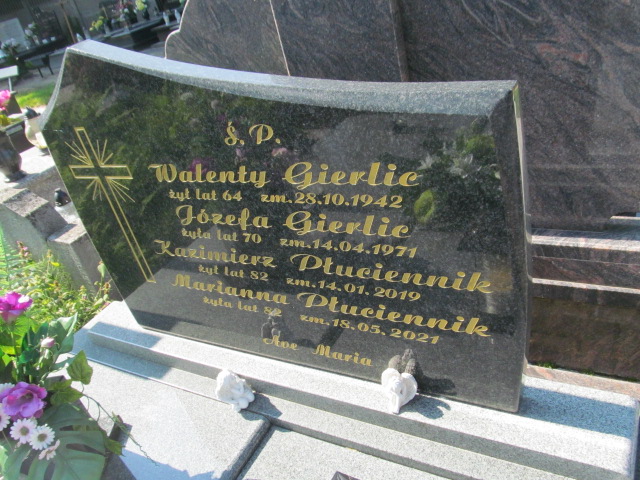 Ś. P.
Walenty Gierlic
żył lat 64 zm. 28.10.1942
Józefa Gierlic
żyła lat 70 zm. 14.04.1971
Kazimierz Płuciennik
żył lat 82 zm. 14.01.2019
Marianna Płuciennik
żyła lat 82 zm. 18.05.2021
Ave Maria